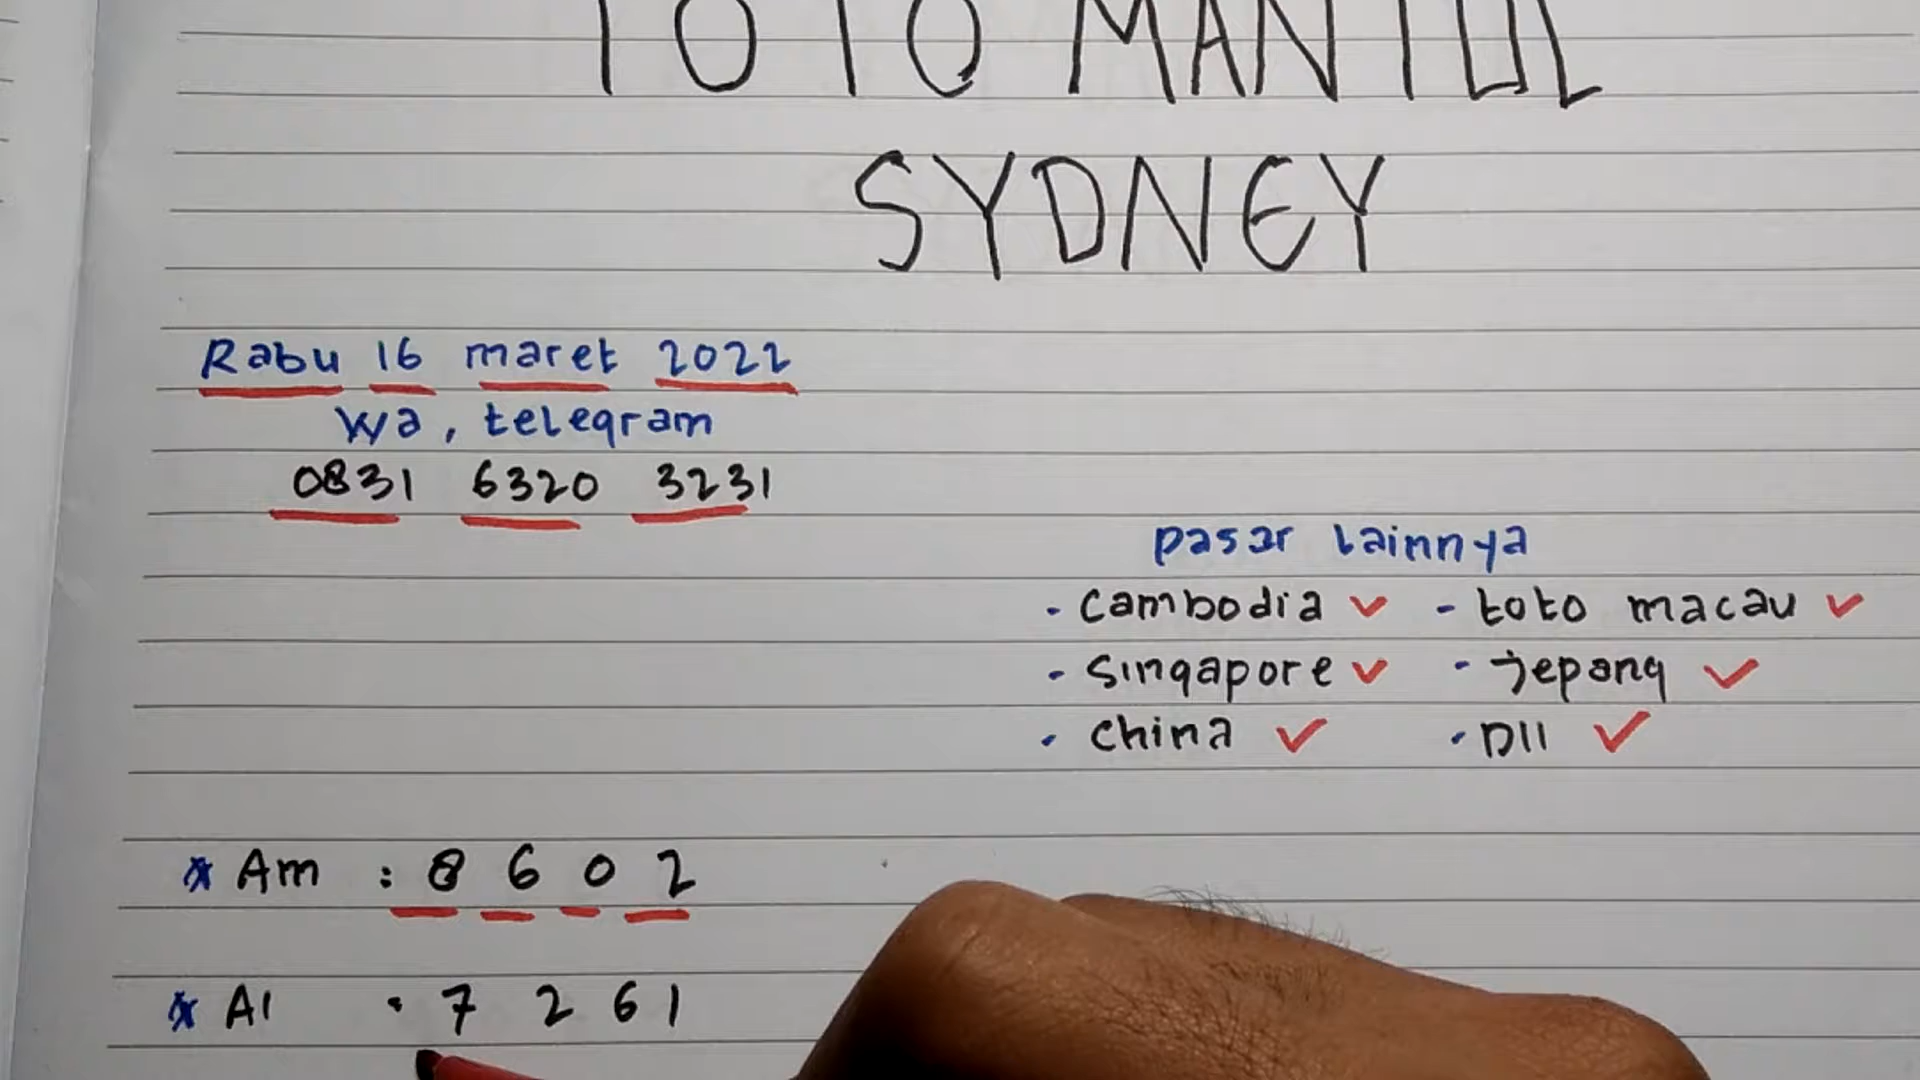 TOTO MANTUL
SYDNEY
Rabu 16 maret 2022
Wa, telegram
0831 6320 3231
pasar lainnya
- Cambodia ✓ - toto macau ✓
- Singapore ✓ - Jepang ✓
- China ✓ - Dll ✓
* Am : 8 6 0 2
* AI : 7 2 6 1